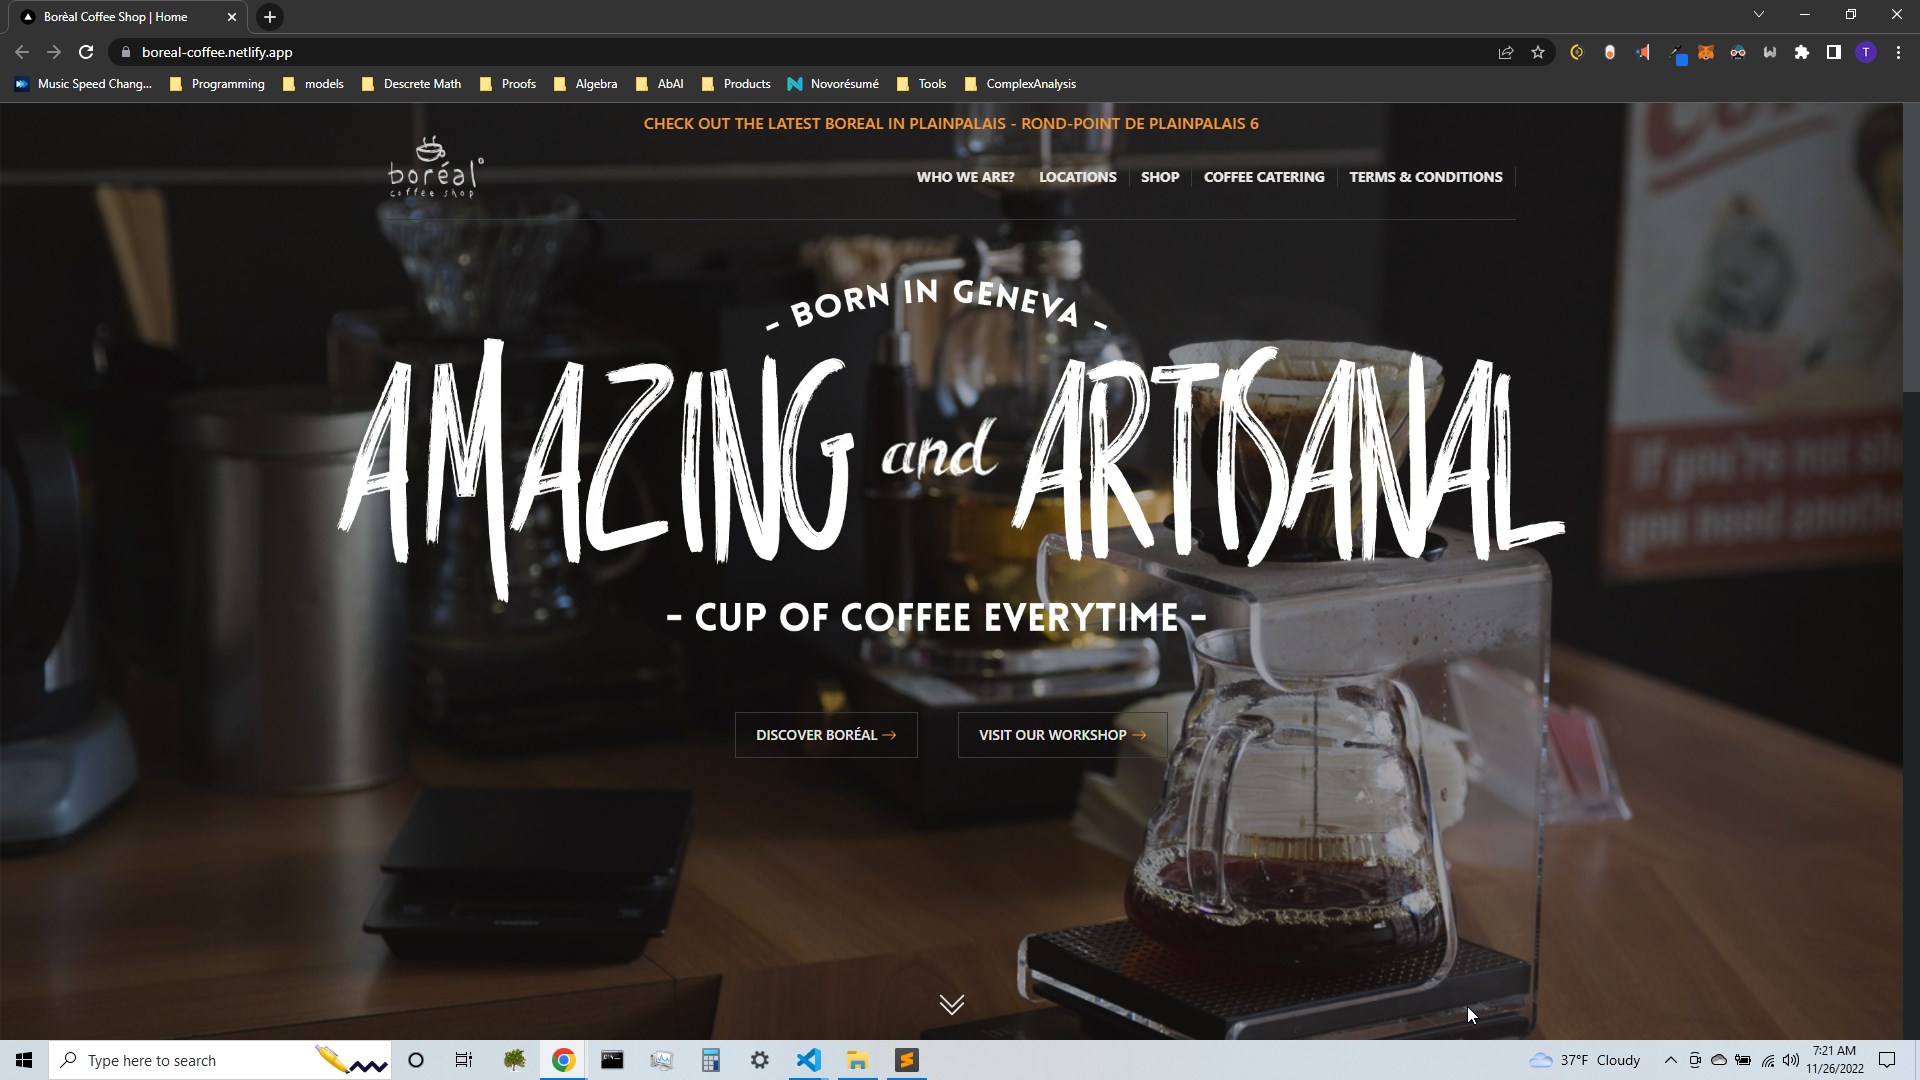 Borèal Coffee Shop | Home
boreal-coffee.netlify.app
T
Music Speed Chang...
Programming
models
Descrete Math
Proofs
Algebra
AbAl
Products
Novorésumé
Tools
ComplexAnalysis
CHECK OUT THE LATEST BOREAL IN PLAINPALAIS - ROND-POINT DE PLAINPALAIS 6
boréal
coffee shop
WHO WE ARE?
LOCATIONS
SHOP
COFFEE CATERING
TERMS & CONDITIONS
- BORN IN GENEVA -
AMAZING and ARTISANAL
- CUP OF COFFEE EVERYTIME -
If you're not
you need
DISCOVER BORÉAL →
VISIT OUR WORKSHOP →
Type here to search
37°F Cloudy
7:21 AM
11/26/2022